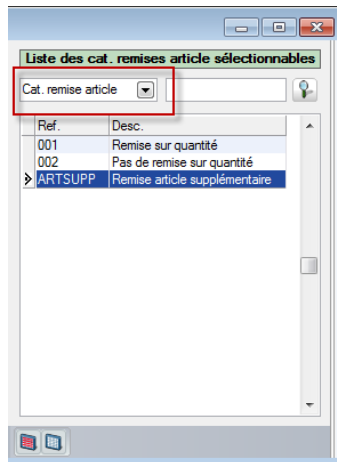 Liste des cat. remises article sélectionnables
Cat. remise article
Ref. Desc.
001 Remise sur quantité
002 Pas de remise sur quantité
ARTSUPP Remise article supplémentaire